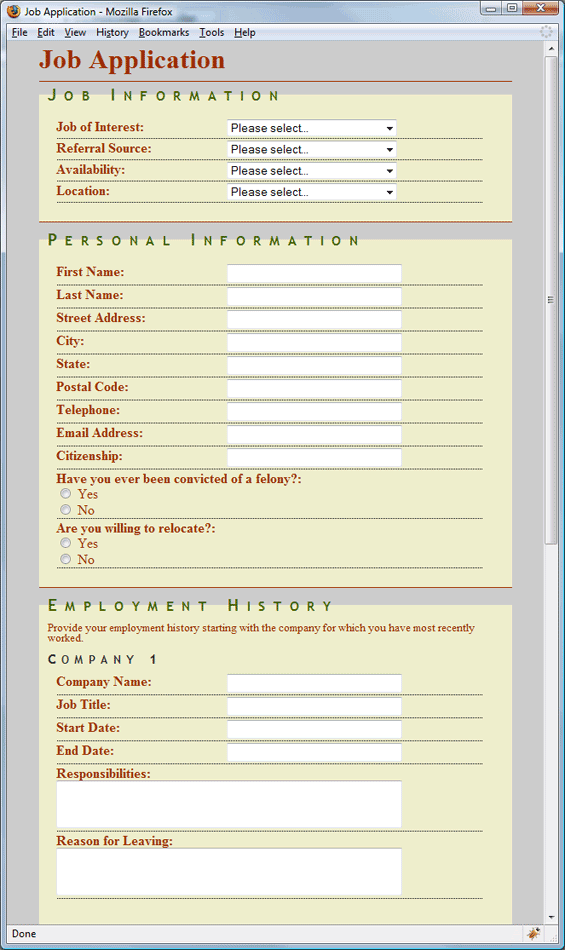 Job Application - Mozilla Firefox
File Edit View History Bookmarks Tools Help
Job Application
Job Information
Job of Interest: Please select...
Referral Source: Please select...
Availability: Please select...
Location: Please select...
Personal Information
First Name:
Last Name:
Street Address:
City:
State:
Postal Code:
Telephone:
Email Address:
Citizenship:
Have you ever been convicted of a felony?:
Yes
No
Are you willing to relocate?:
Yes
No
Employment History
Provide your employment history starting with the company for which you have most recently
worked.
Company 1
Company Name:
Job Title:
Start Date:
End Date:
Responsibilities:
Reason for Leaving:
Done